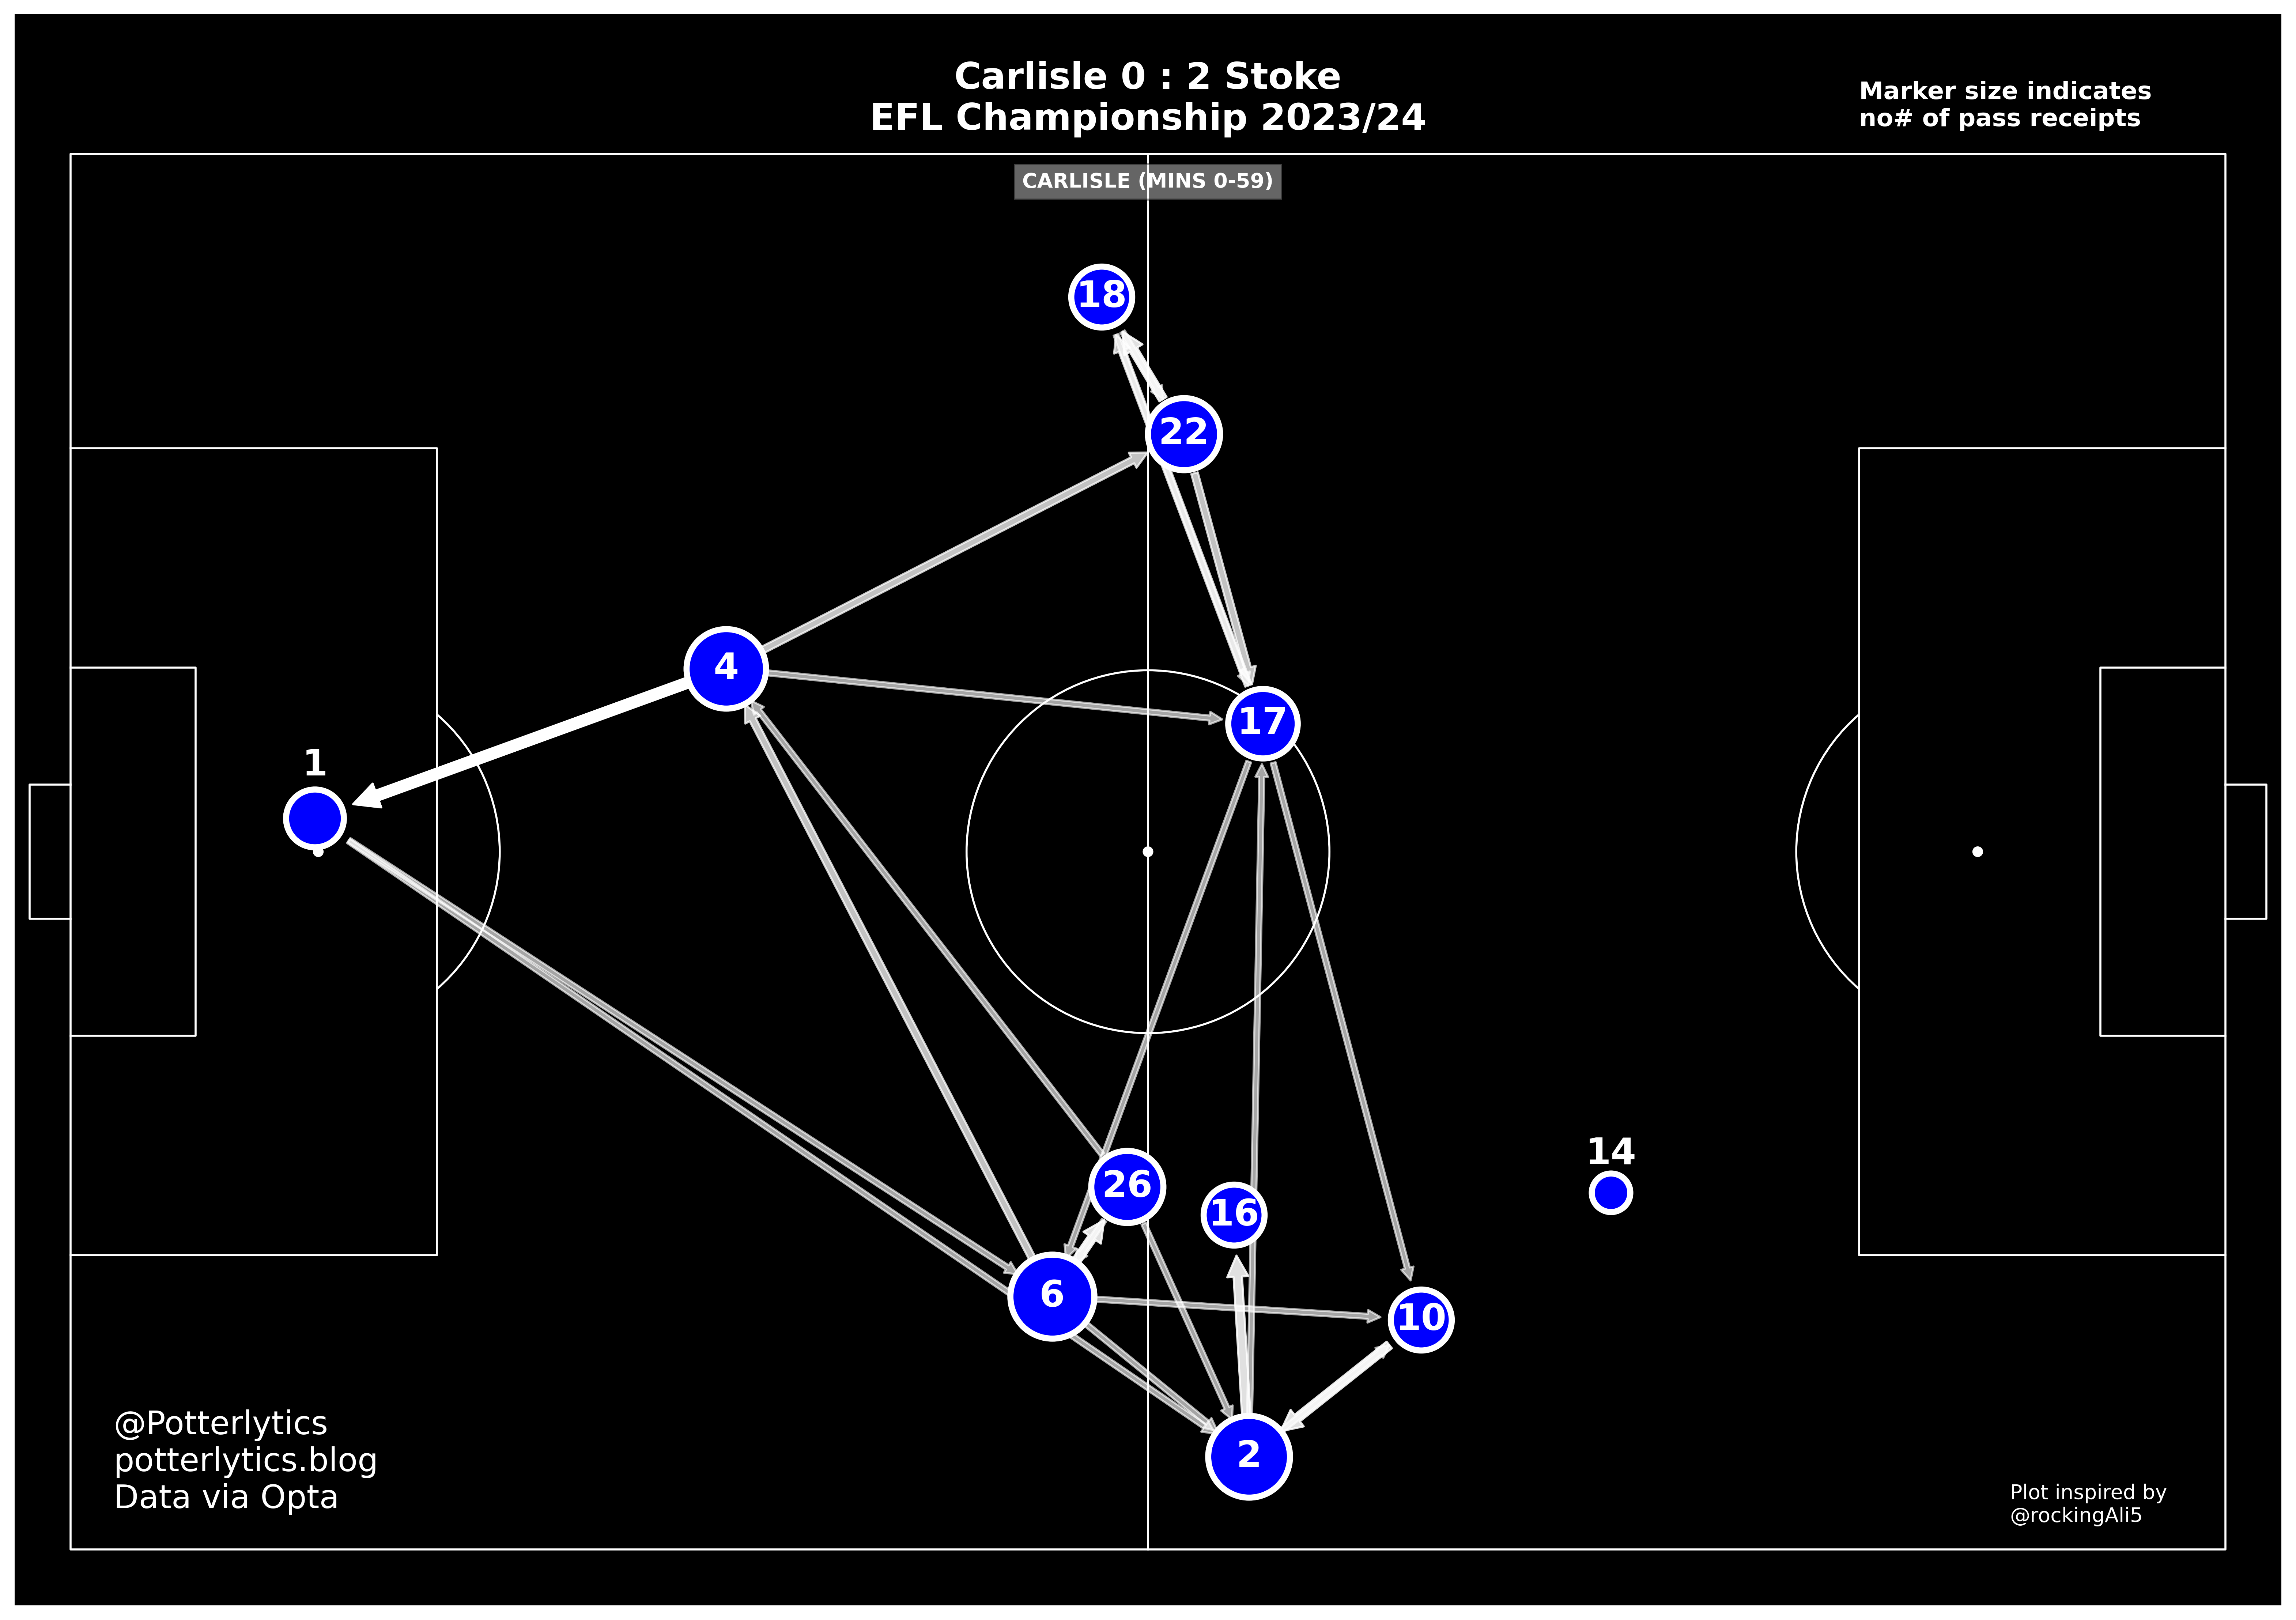 Carlisle 0 : 2 Stoke
EFL Championship 2023/24
Marker size indicates
no# of pass receipts
CARLISLE (MINS 0-59)
18
22
4
17
1
14
26
16
6
10
2
@Potterlytics
potterlytics.blog
Data via Opta
Plot inspired by
@rockingAli5